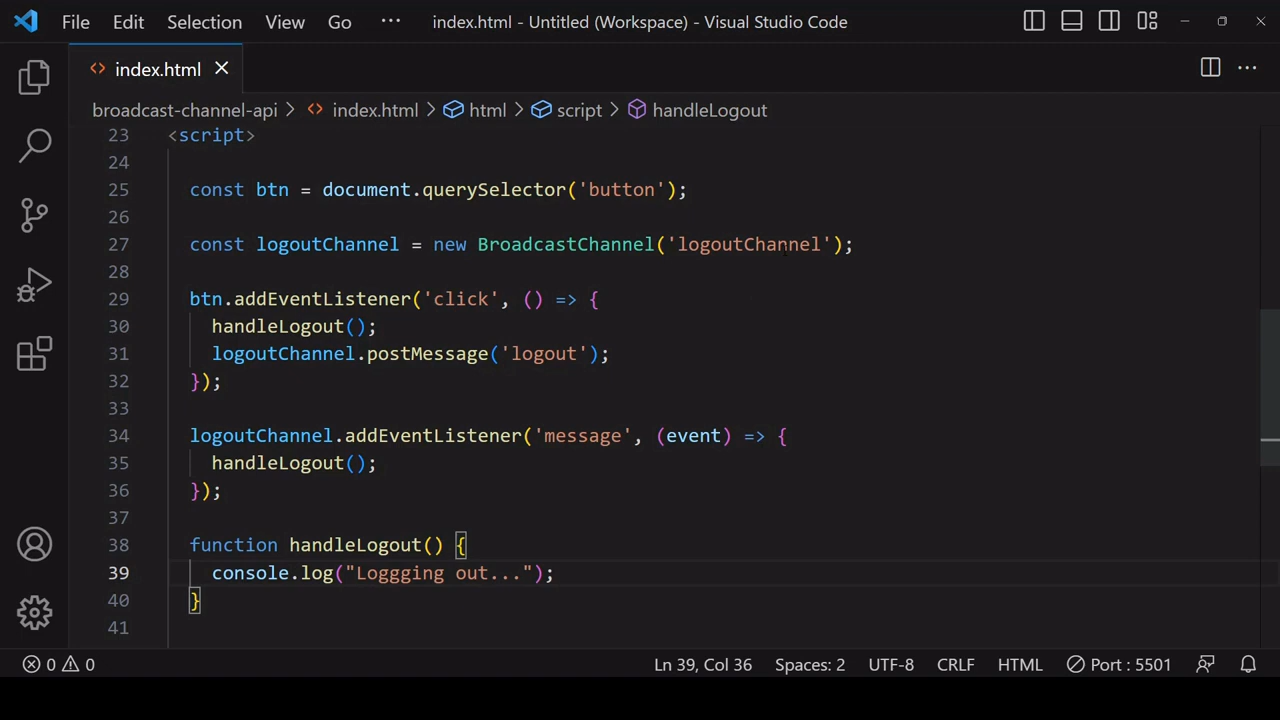 File Edit Selection View Go ··· index.html - Untitled (Workspace) - Visual Studio Code
index.html
broadcast-channel-api > index.html > html > script > handleLogout
23 <script>
24
25 const btn = document.querySelector('button');
26
27 const logoutChannel = new BroadcastChannel('logoutChannel');
28
29 btn.addEventListener('click', () => {
30 handleLogout();
31 logoutChannel.postMessage('logout');
32 });
33
34 logoutChannel.addEventListener('message', (event) => {
35 handleLogout();
36 });
37
38 function handleLogout() {
39 console.log("Loggging out...");
40 }
41
0 0 Ln 39, Col 36 Spaces: 2 UTF-8 CRLF HTML Port : 5501